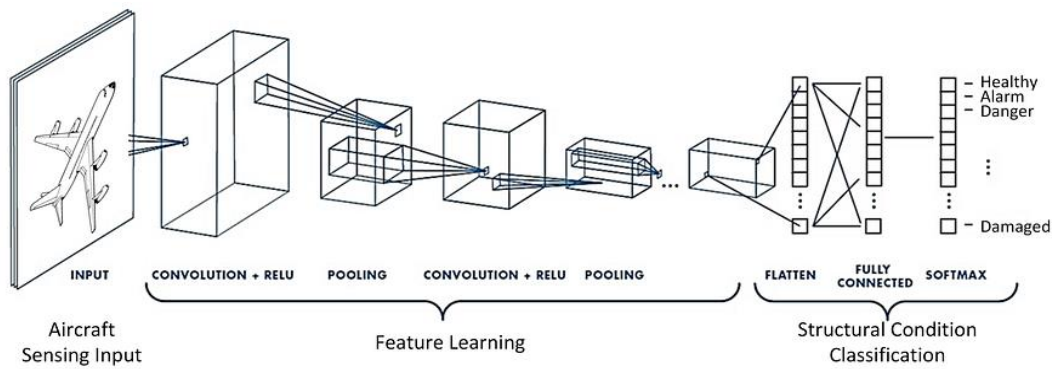 Healthy
Alarm
Danger
Damaged
INPUT
CONVOLUTION + RELU
POOLING
CONVOLUTION + RELU
POOLING
FLATTEN
FULLY
CONNECTED
SOFTMAX
Aircraft
Sensing Input
Feature Learning
Structural Condition
Classification